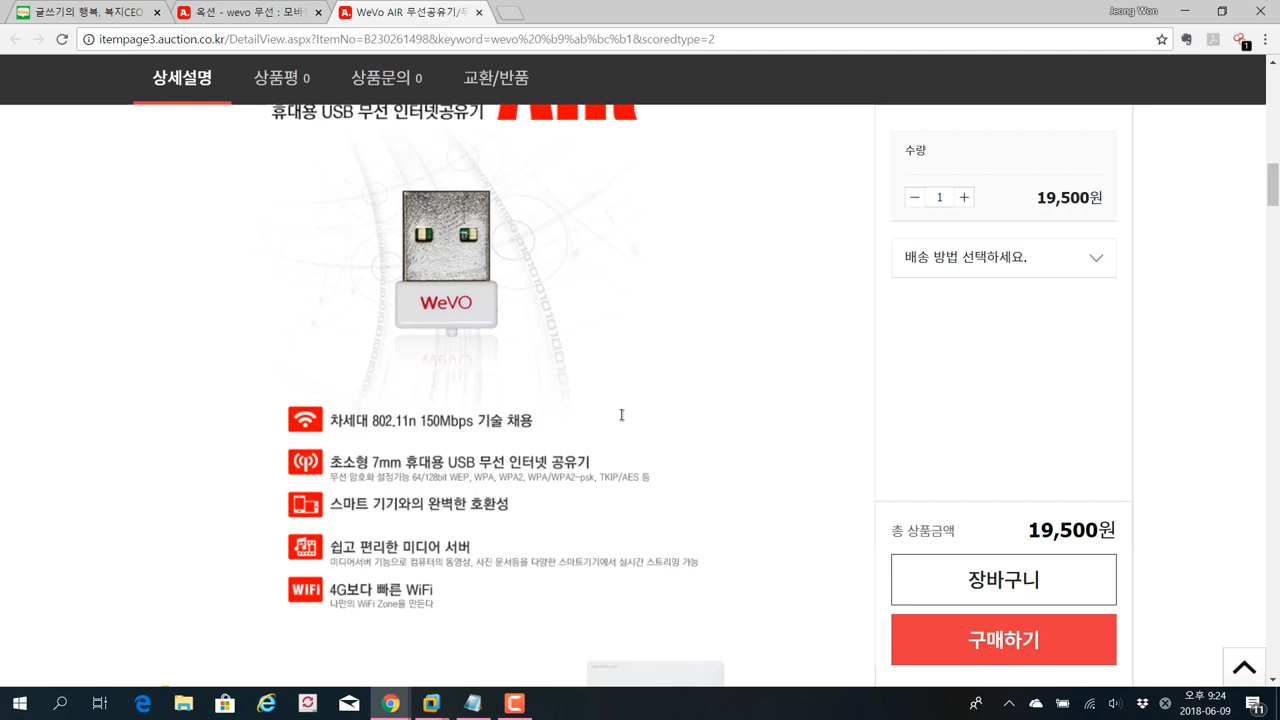 글쓰기의 행복, 복지CEO
옥션 - 옥션 : 모바
WeVO 무선공유기/무
Jeong Won
itempage3.auction.co.kr/DetailView.aspx?ItemNo=B230261498&keyword=wevo%20%b9%ab%bc%b1&scoredtype=2
상세설명
상품평 0
상품문의 0
교환/반품
휴대용 USB 무선 인터넷공유기
수량
1
19,500원
배송 방법 선택하세요.
WeVO
차세대 802.11n 150Mbps 기술 채용
초소형 7mm 휴대용 USB 무선 인터넷 공유기
무선 암호화 설정기능 64/128bit WEP, WPA, WPA2, WPA/WPA2-psk, TKIP/AES 등
스마트 기기와의 완벽한 호환성
쉽고 편리한 미디어 서버
미디어서버 기능으로 컴퓨터의 동영상, 사진 문서등을 다양한 스마트기기에서 실시간 스트리밍 가능
WiFi
4G보다 빠른 WiFi
나만의 WiFi Zone을 만든다
총 상품금액
19,500원
장바구니
구매하기
오후 9:24
2018-06-09